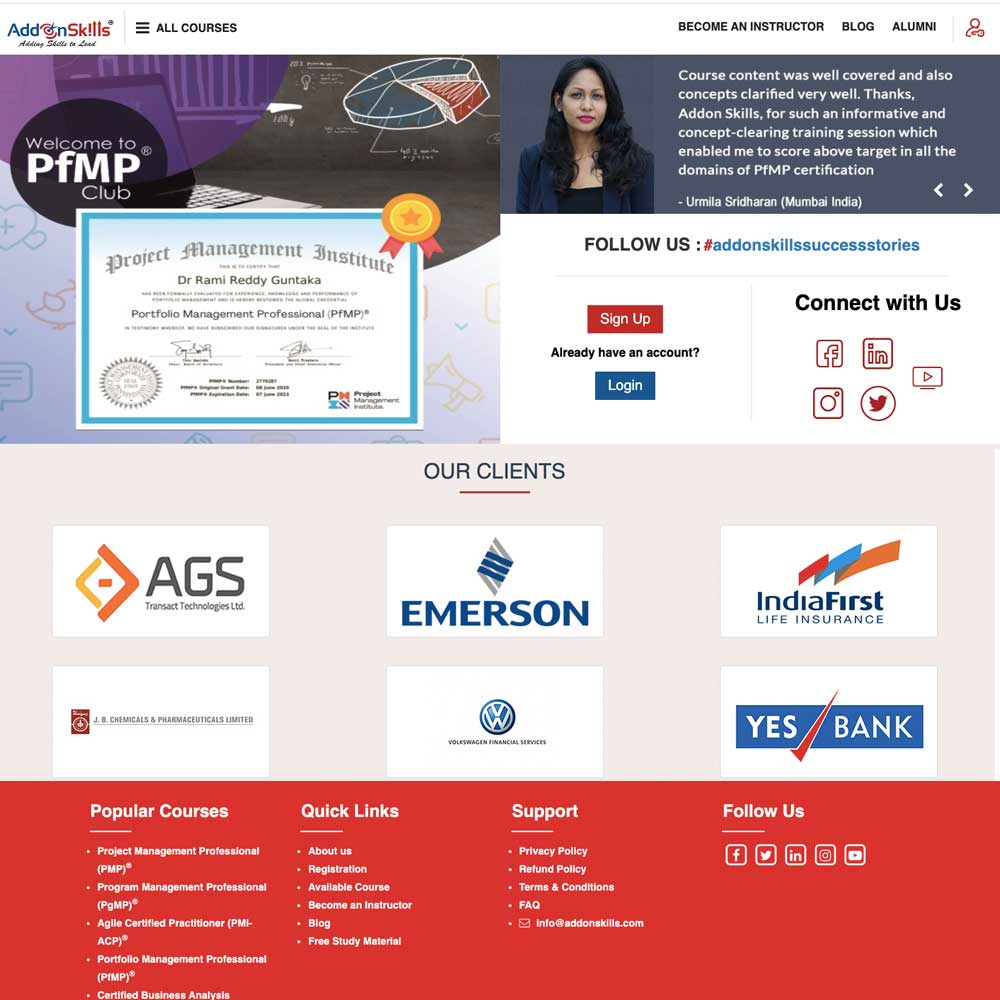 AddOnSkills®
Adding Skills to Lead
ALL COURSES
BECOME AN INSTRUCTOR
BLOG
ALUMNI
Welcome to
PfMP®
Club
20%
100%
Project Management Institute
THIS IS TO CERTIFY THAT
Dr Rami Reddy Guntaka
HAS BEEN FORMALLY EVALUATED FOR EXPERIENCE, KNOWLEDGE AND PERFORMANCE OF
PORTFOLIO MANAGEMENT AND IS HEREBY BESTOWED THE GLOBAL CREDENTIAL
Portfolio Management Professional (PfMP)®
IN TESTIMONY WHEREOF, WE HAVE SUBSCRIBED OUR SIGNATURES UNDER THE SEAL OF THE INSTITUTE
PfMP® Number: 2770287
PfMP® Original Grant Date: 08 June 2020
PfMP® Expiration Date: 07 June 2023
SEAL
1969
Project
Management
Institute.
Course content was well covered and also
concepts clarified very well. Thanks,
Addon Skills, for such an informative and
concept-clearing training session which
enabled me to score above target in all the
domains of PfMP certification
- Urmila Sridharan (Mumbai India)
FOLLOW US : #addonskillssuccessstories
Sign Up
Already have an account?
Login
Connect with Us
OUR CLIENTS
AGS
Transact Technologies Ltd.
EMERSON
IndiaFirst
LIFE INSURANCE
J. B. CHEMICALS & PHARMACEUTICALS LIMITED
VOLKSWAGEN FINANCIAL SERVICES
YES BANK
Popular Courses
• Project Management Professional
(PMP)®
• Program Management Professional
(PgMP)®
• Agile Certified Practitioner (PMI-
ACP)®
• Portfolio Management Professional
(PfMP)®
• Certified Business Analysis
Quick Links
• About us
• Registration
• Available Course
• Become an Instructor
• Blog
• Free Study Material
Support
• Privacy Policy
• Refund Policy
• Terms & Conditions
• FAQ
• info@addonskills.com
Follow Us